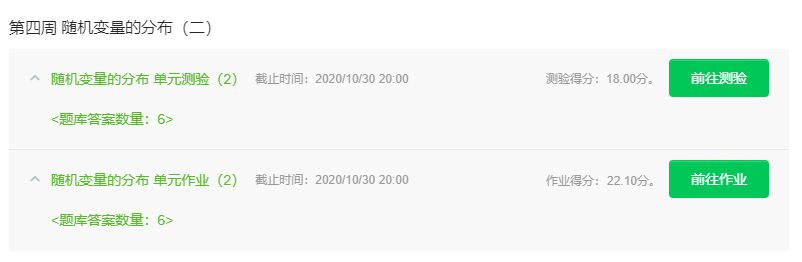 第四周 随机变量的分布（二）
随机变量的分布 单元测验（2） 截止时间：2020/10/30 20:00 测验得分：18.00分。 前往测验
<题库答案数量：6>
随机变量的分布 单元作业（2） 截止时间：2020/10/30 20:00 作业得分：22.10分。 前往作业
<题库答案数量：6>